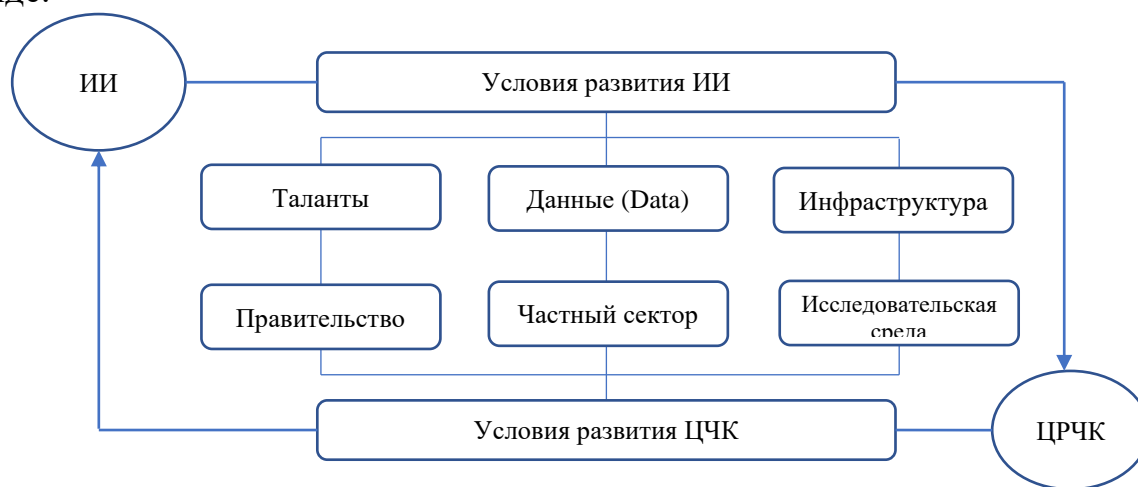 ИИ
Условия развития ИИ
Таланты
Данные (Data)
Инфраструктура
Правительство
Частный сектор
Исследовательская
среда
Условия развития ЦЧК
ЦРЧК